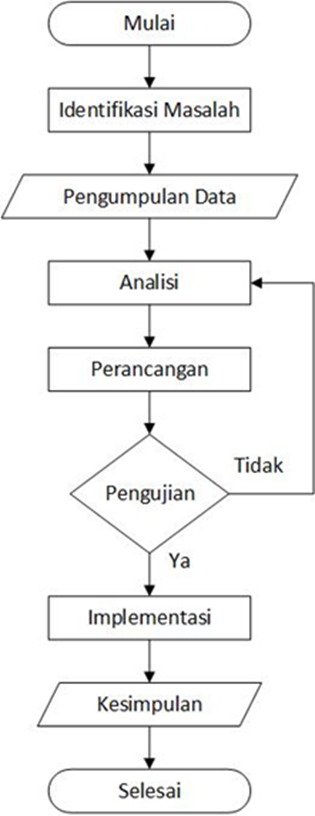 Mulai
Identifikasi Masalah
Pengumpulan Data
Analisi
Perancangan
Tidak
Pengujian
Ya
Implementasi
Kesimpulan
Selesai